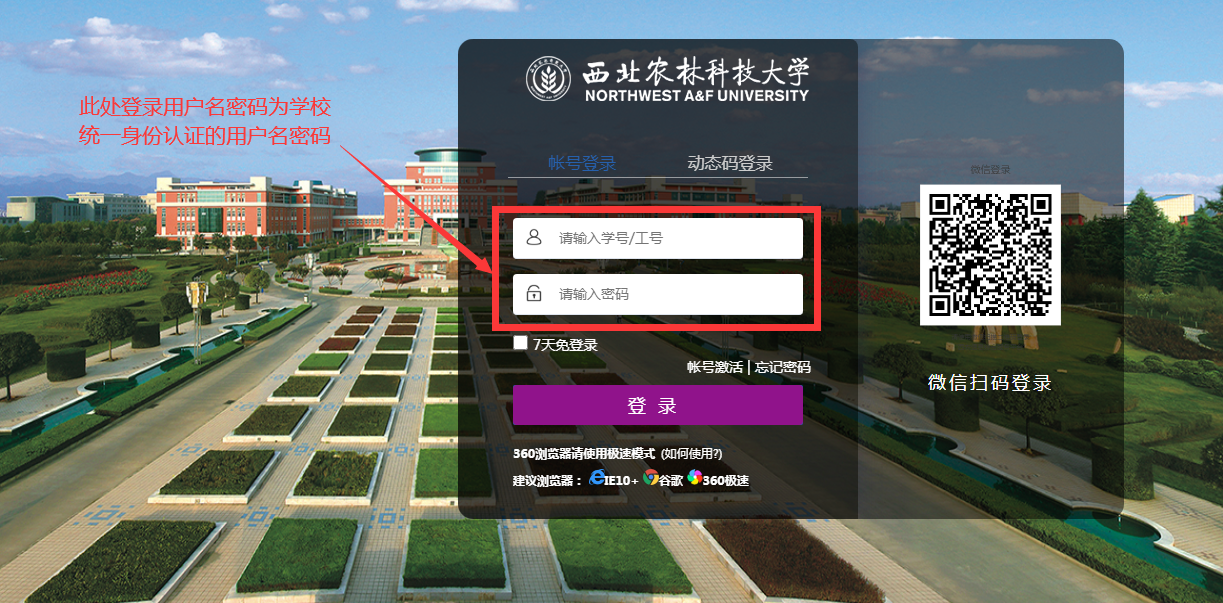 此处登录用户名密码为学校
统一身份认证的用户名密码
西北农林科技大学
NORTHWEST A&F UNIVERSITY
帐号登录 动态码登录
请输入学号/工号
请输入密码
7天免登录
帐号激活 | 忘记密码
登 录
360浏览器请使用极速模式 (如何使用?)
建议浏览器： IE10+ 谷歌 360极速
微信登录
微信扫码登录